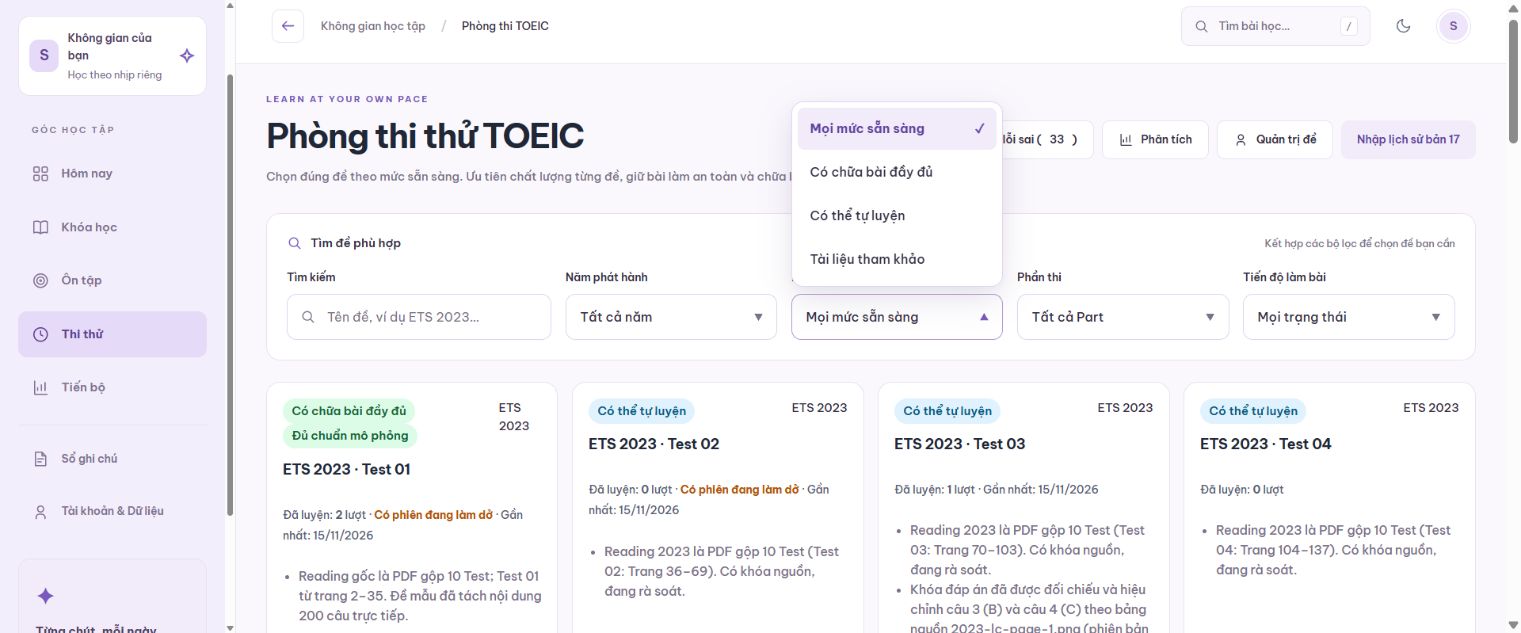 S
Không gian của
bạn
Học theo nhịp riêng
GÓC HỌC TẬP
Hôm nay
Khóa học
Ôn tập
Thi thử
Tiến bộ
Sổ ghi chú
Tài khoản & Dữ liệu
Từng chút, mỗi ngày
Không gian học tập / Phòng thi TOEIC
Tìm bài học... /
S
LEARN AT YOUR OWN PACE
Phòng thi thử TOEIC
Chọn đúng đề theo mức sẵn sàng. Ưu tiên chất lượng từng đề, giữ bài làm an toàn và chữa
lỗi sai ( 33 )
Phân tích
Quản trị đề
Nhập lịch sử bản 17
Mọi mức sẵn sàng ✓
Có chữa bài đầy đủ
Có thể tự luyện
Tài liệu tham khảo
Tìm đề phù hợp
Kết hợp các bộ lọc để chọn đề bạn cần
Tìm kiếm
Tên đề, ví dụ ETS 2023...
Năm phát hành
Tất cả năm ▼
Mọi mức sẵn sàng ▲
Phần thi
Tất cả Part ▼
Tiến độ làm bài
Mọi trạng thái ▼
Có chữa bài đầy đủ
Đủ chuẩn mô phỏng
ETS
2023
ETS 2023 · Test 01
Đã luyện: 2 lượt · Có phiên đang làm dở · Gần
nhất: 15/11/2026
• Reading gốc là PDF gộp 10 Test; Test 01
từ trang 2–35. Đề mẫu đã tách nội dung
200 câu trực tiếp.
Có thể tự luyện
ETS 2023
ETS 2023 · Test 02
Đã luyện: 0 lượt · Có phiên đang làm dở · Gần
nhất: 15/11/2026
• Reading 2023 là PDF gộp 10 Test (Test
02: Trang 36–69). Có khóa nguồn,
đang rà soát.
Có thể tự luyện
ETS 2023
ETS 2023 · Test 03
Đã luyện: 1 lượt · Gần nhất: 15/11/2026
• Reading 2023 là PDF gộp 10 Test (Test
03: Trang 70–103). Có khóa nguồn,
đang rà soát.
• Khóa đáp án đã được đối chiếu và hiệu
chỉnh câu 3 (B) và câu 4 (C) theo bảng
nguồn 2023-lc-page-1.png (phiên bản
Có thể tự luyện
ETS 2023
ETS 2023 · Test 04
Đã luyện: 0 lượt
• Reading 2023 là PDF gộp 10 Test (Test
04: Trang 104–137). Có khóa nguồn,
đang rà soát.